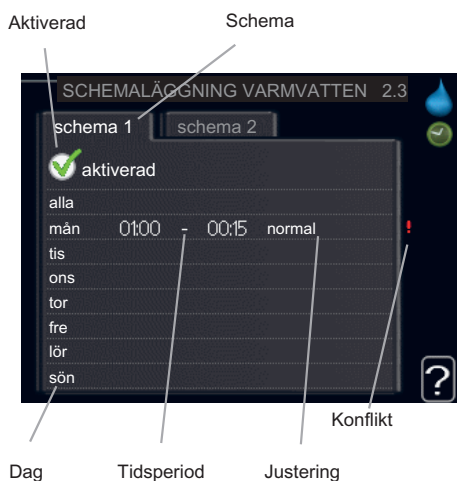 Aktiverad Schema
SCHEMALÄGGNING VARMVATTEN 2.3
schema 1 schema 2
aktiverad
alla
mån 01:00 - 00:15 normal !
tis
ons
tor
fre
lör
sön ?
Konflikt
Dag Tidsperiod Justering